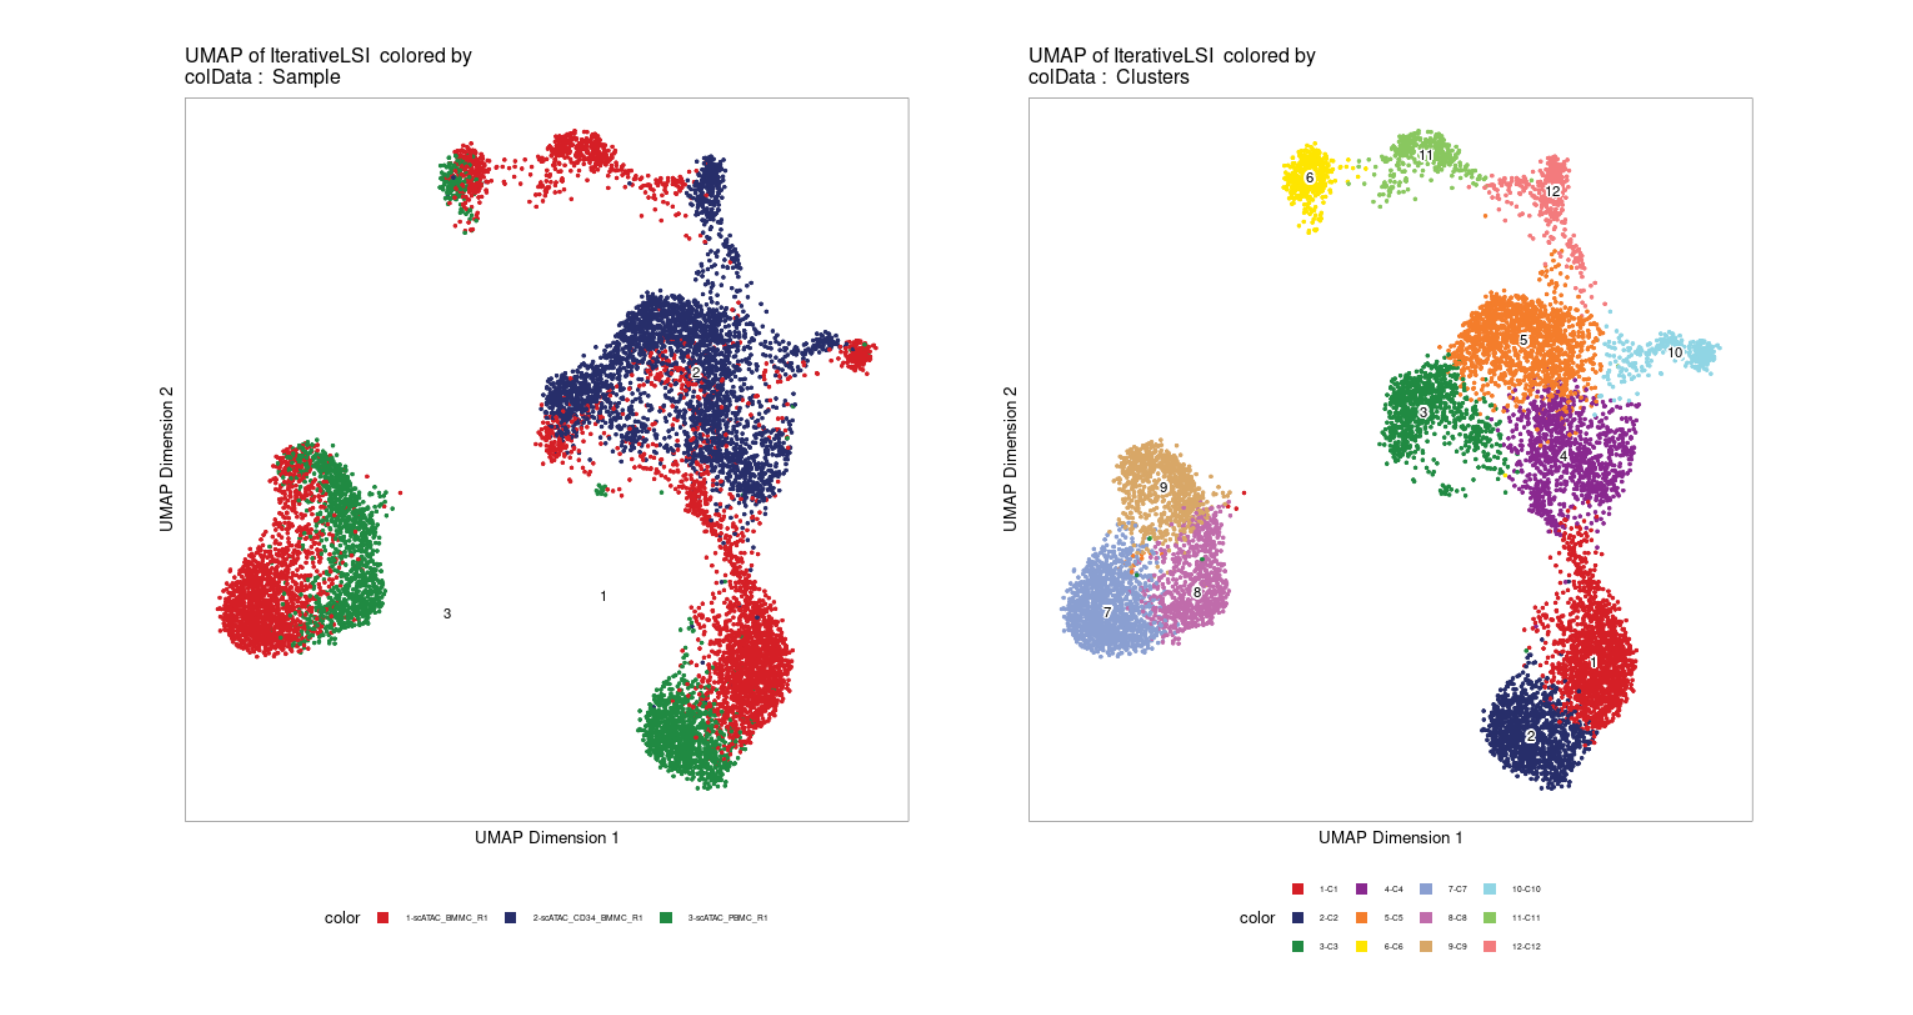 UMAP of IterativeLSI colored by
colData : Sample
UMAP Dimension 2
2
1
3
UMAP Dimension 1
color 1-scATAC_BMMC_R1 2-scATAC_CD34_BMMC_R1 3-scATAC_PBMC_R1
UMAP of IterativeLSI colored by
colData : Clusters
UMAP Dimension 2
11
6
12
5
10
3
4
9
8
7
1
2
UMAP Dimension 1
1-C1 4-C4 7-C7 10-C10
color 2-C2 5-C5 8-C8 11-C11
3-C3 6-C6 9-C9 12-C12